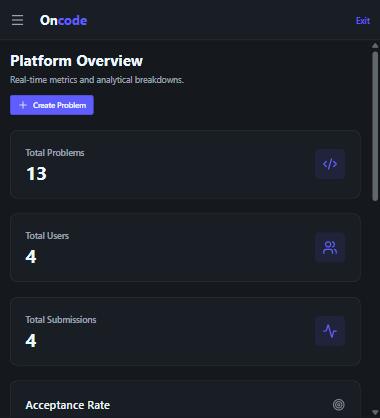 Oncode
Exit
Platform Overview
Real-time metrics and analytical breakdowns.
Create Problem
Total Problems
13
Total Users
4
Total Submissions
4
Acceptance Rate